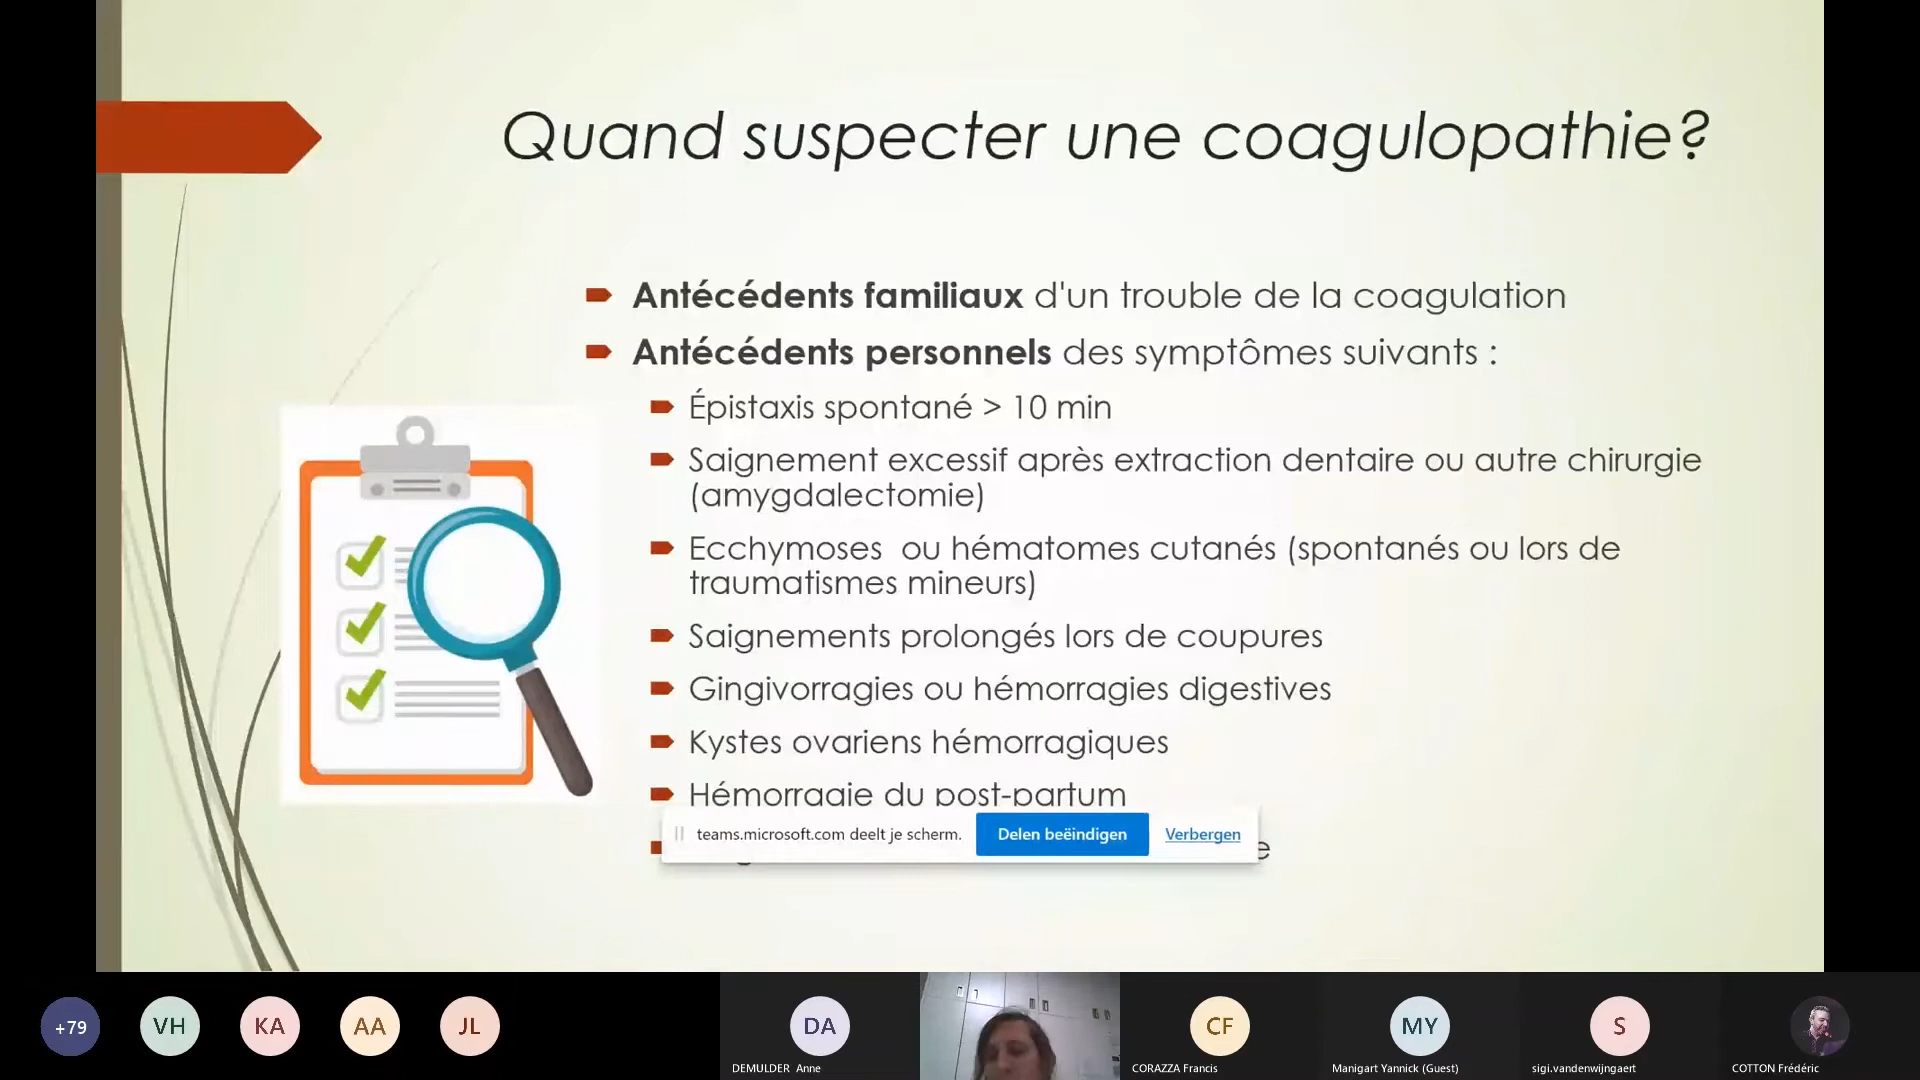 Quand suspecter une coagulopathie?
Antécédents familiaux d'un trouble de la coagulation
Antécédents personnels des symptômes suivants :
Épistaxis spontané > 10 min
Saignement excessif après extraction dentaire ou autre chirurgie
(amygdalectomie)
Ecchymoses  ou hématomes cutanés (spontanés ou lors de
traumatismes mineurs)
Saignements prolongés lors de coupures
Gingivorragies ou hémorragies digestives
Kystes ovariens hémorragiques
Hémorragie du post-partum
teams.microsoft.com deelt je scherm. Delen beëindigen Verbergen
+79 VH KA AA JL DA CF MY S
DEMULDER Anne CORAZZA Francis Manigart Yannick (Guest) sigi.vandenwijngaert COTTON Frédéric